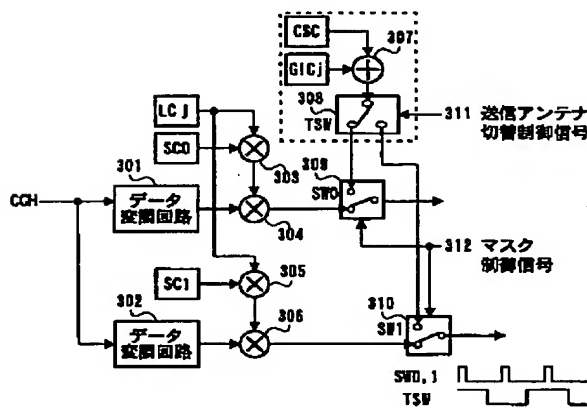 CSC
307
GICj
308
TSW
311 送信アンテナ
切替制御信号
LCj
SC0
303
309
SW0
301
CCH
データ
変調回路
304
312 マスク
制御信号
SC1
305
310
SW1
302
データ
変調回路
306
SW0,1
TSW